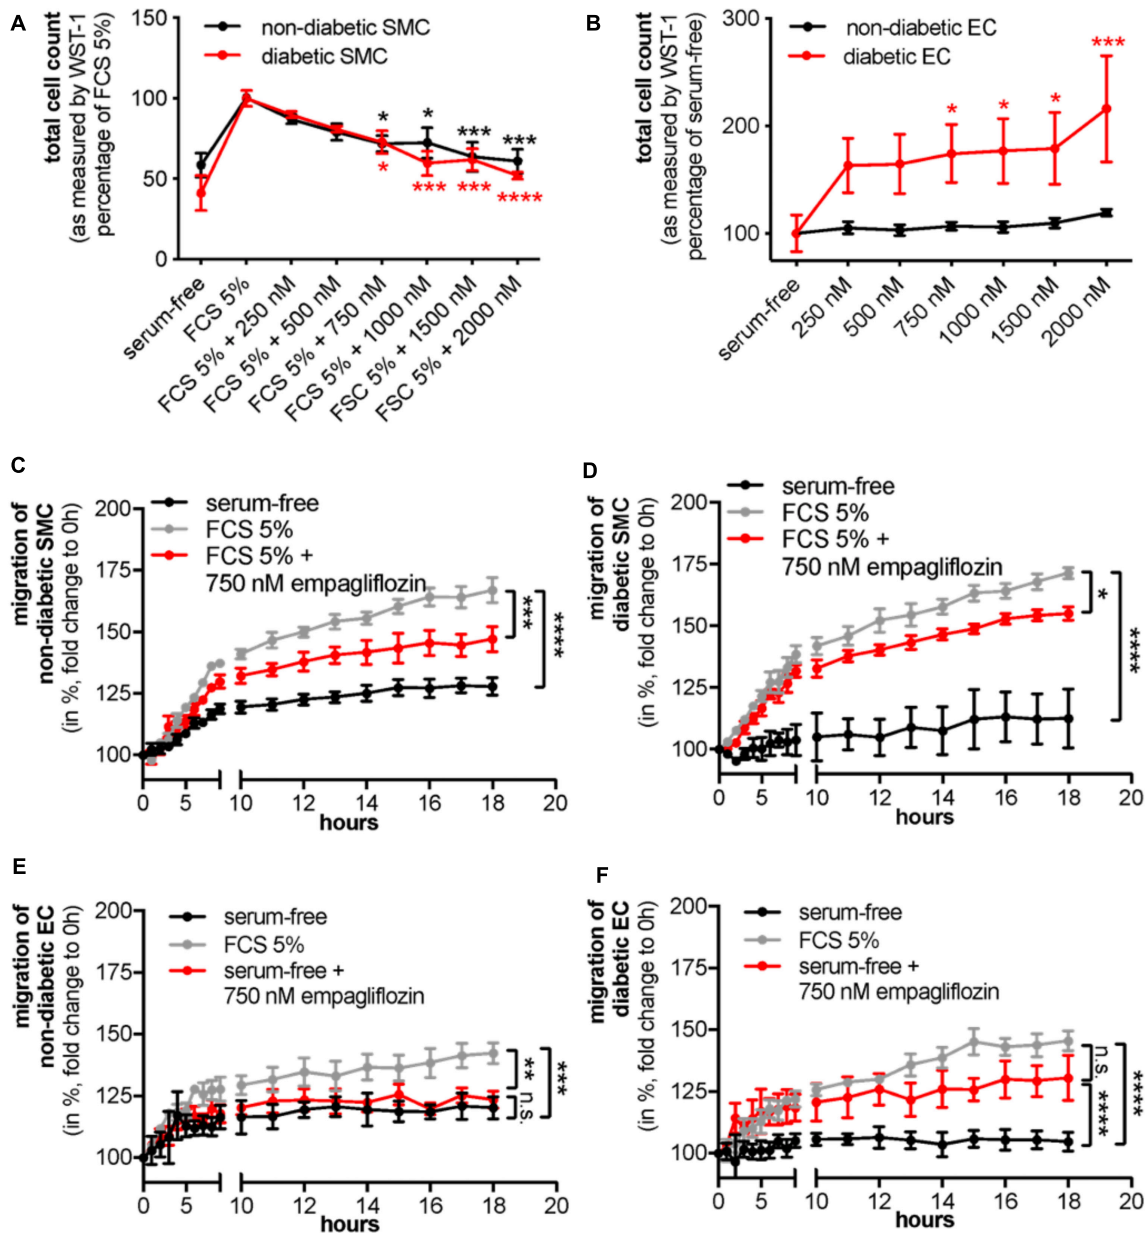 A
total cell count
(as measured by WST-1
percentage of FCS 5%)
non-diabetic SMC
diabetic SMC
150
100
50
0
*
*
***
***
*
***
***
****
serum-free
FCS 5%
FCS 5% + 250 nM
FCS 5% + 500 nM
FCS 5% + 750 nM
FCS 5% + 1000 nM
FSC 5% + 1500 nM
FSC 5% + 2000 nM
B
total cell count
(as measured by WST-1
percentage of serum-free)
non-diabetic EC
diabetic EC
300
200
100
*
*
*
***
serum-free
250 nM
500 nM
750 nM
1000 nM
1500 nM
2000 nM
C
migration of
non-diabetic SMC
(in %, fold change to 0h)
serum-free
FCS 5%
FCS 5% +
750 nM empagliflozin
200
175
150
125
100
***
****
0 5 10 12 14 16 18 20
hours
D
migration of
diabetic SMC
(in %, fold change to 0h)
serum-free
FCS 5%
FCS 5% +
750 nM empagliflozin
200
175
150
125
100
*
****
0 5 10 12 14 16 18 20
hours
E
migration of
non-diabetic EC
(in %, fold change to 0h)
serum-free
FCS 5%
serum-free +
750 nM empagliflozin
200
175
150
125
100
**
n.s.
***
0 5 10 12 14 16 18 20
hours
F
migration of
diabetic EC
(in %, fold change to 0h)
serum-free
FCS 5%
serum-free +
750 nM empagliflozin
200
175
150
125
100
n.s.
****
****
0 5 10 12 14 16 18 20
hours